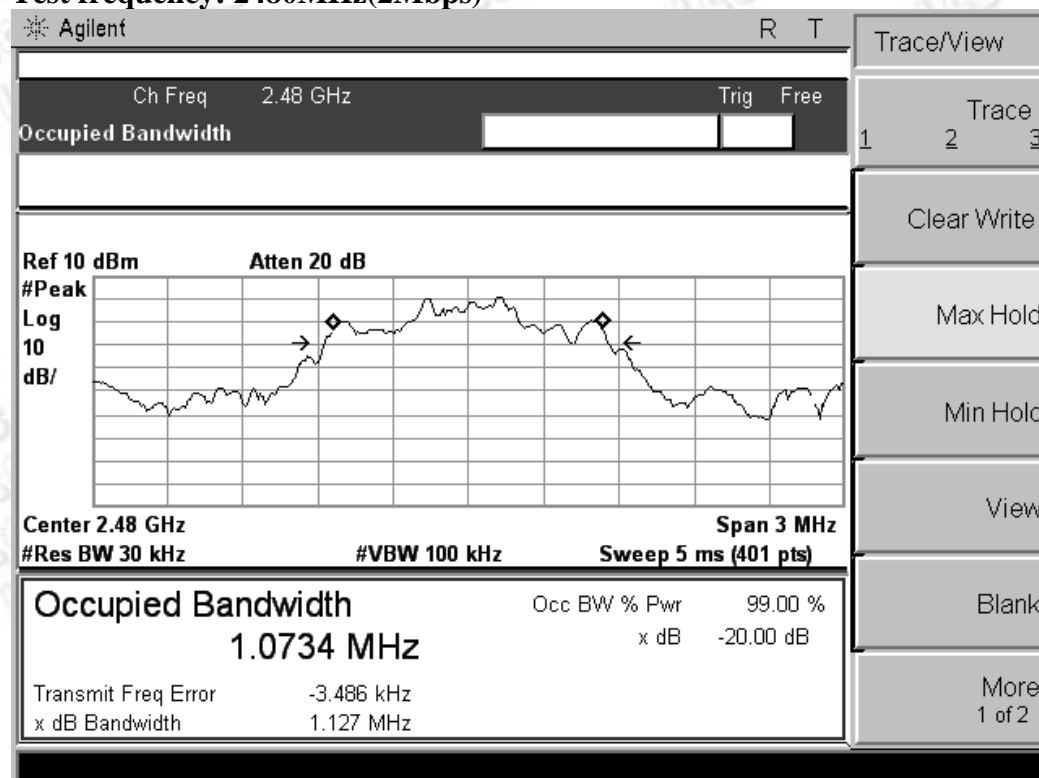 Test frequency: 2480MHz(2Mbps)
Agilent R T
Trace/View
Ch Freq 2.48 GHz Trig Free
Occupied Bandwidth
Trace
1 2 3
Clear Write
Max Hold
Min Hold
View
Blank
More
1 of 2
Ref 10 dBm Atten 20 dB
#Peak
Log
10
dB/
Center 2.48 GHz Span 3 MHz
#Res BW 30 kHz #VBW 100 kHz Sweep 5 ms (401 pts)
Occupied Bandwidth
1.0734 MHz
Occ BW % Pwr 99.00 %
x dB -20.00 dB
Transmit Freq Error -3.486 kHz
x dB Bandwidth 1.127 MHz